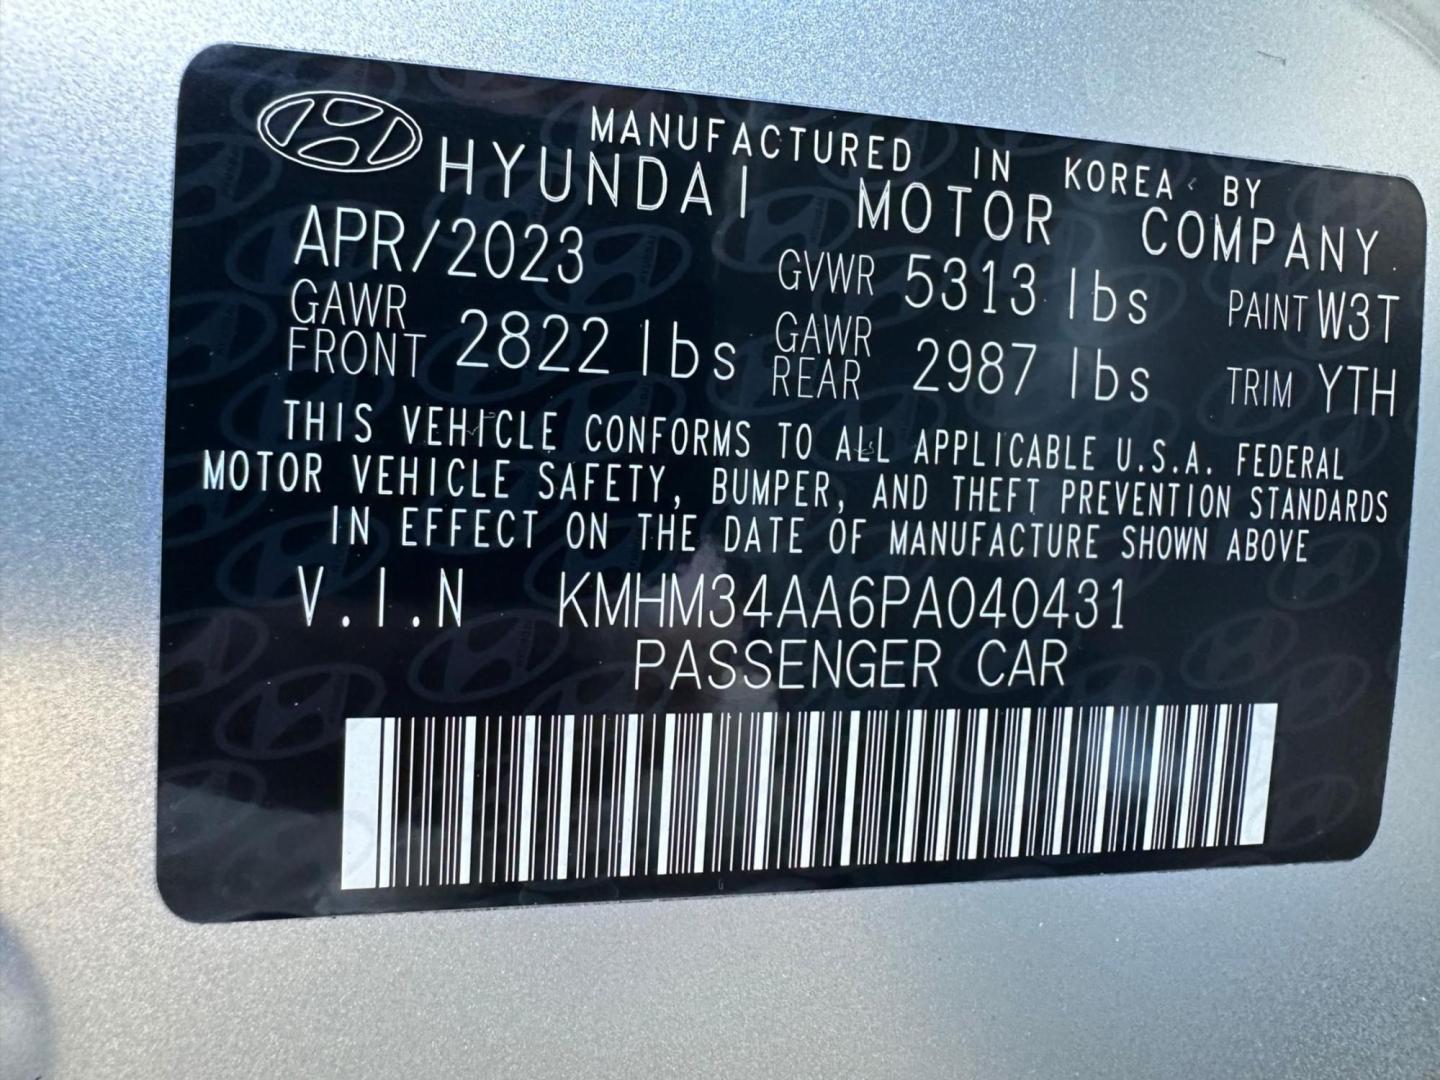 MANUFACTURED IN KOREA BY
HYUNDAI MOTOR COMPANY
APR/2023 GVWR 5313 lbs PAINT W3T
GAWR FRONT 2822 lbs GAWR REAR 2987 lbs TRIM YTH
THIS VEHICLE CONFORMS TO ALL APPLICABLE U.S.A. FEDERAL
MOTOR VEHICLE SAFETY, BUMPER, AND THEFT PREVENTION STANDARDS
IN EFFECT ON THE DATE OF MANUFACTURE SHOWN ABOVE
V.I.N KMHM34AA6PA040431
PASSENGER CAR